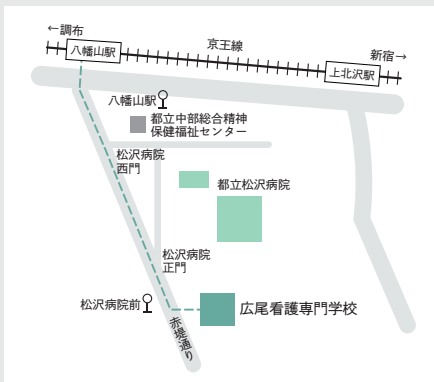 ←調布
八幡山駅
京王線
新宿→
上北沢駅
八幡山駅
都立中部総合精神
保健福祉センター
松沢病院
西門
都立松沢病院
松沢病院
正門
松沢病院前
広尾看護専門学校
赤堤通り